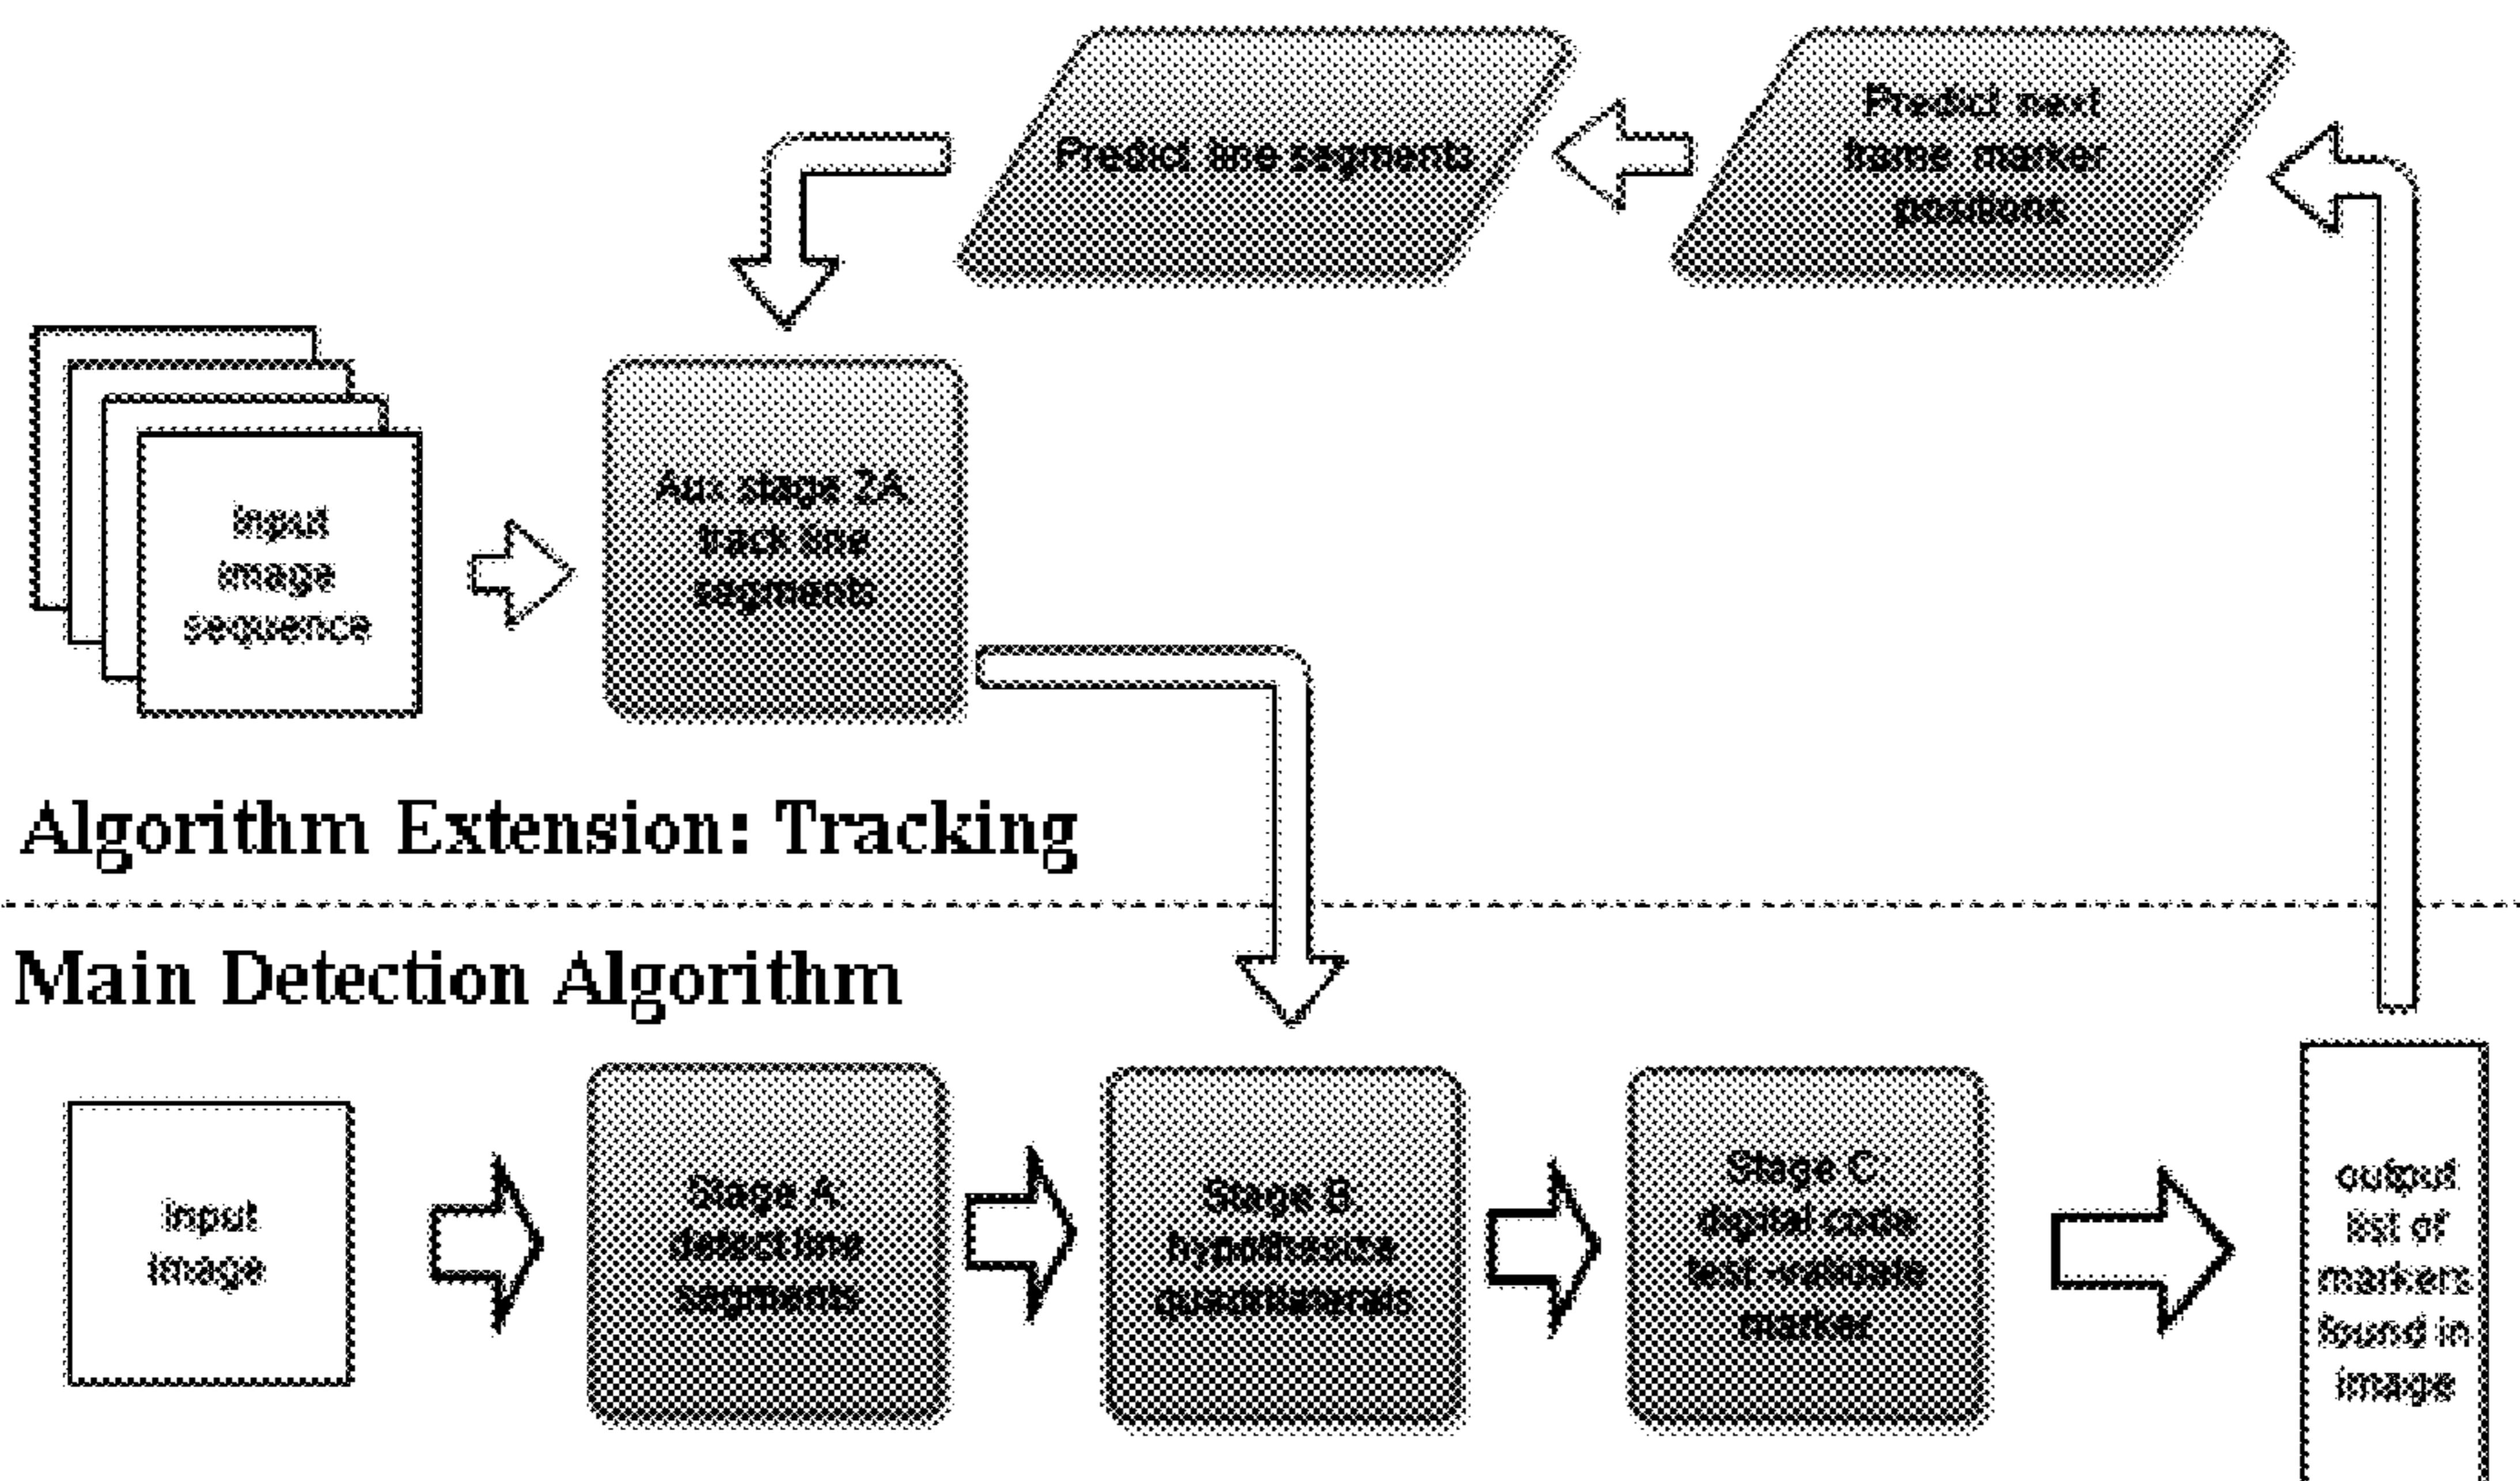 Predict line segments
Predict next
frame marker
positions
Input
image
sequence
Aux stage 2A
track line
segments
Algorithm Extension: Tracking
Main Detection Algorithm
Input
image
Stage A:
detect line
segments
Stage B:
hypothesize
quadrilaterals
Stage C:
digital code
test -validate
marker
output
list of
markers
found in
image